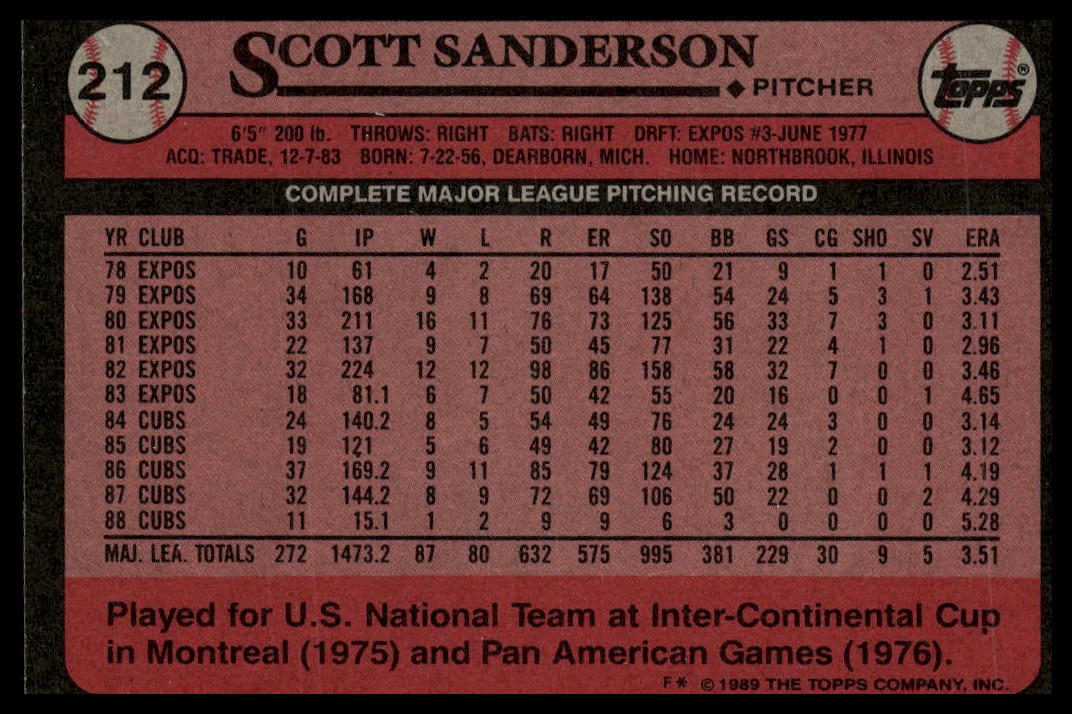 212
SCOTT SANDERSON
◆ PITCHER
TOPPS®
6'5" 200 lb. THROWS: RIGHT BATS: RIGHT DRFT: EXPOS #3-JUNE 1977
ACQ: TRADE, 12-7-83 BORN: 7-22-56, DEARBORN, MICH. HOME: NORTHBROOK, ILLINOIS
COMPLETE MAJOR LEAGUE PITCHING RECORD
YR CLUB G IP W L R ER SO BB GS CG SHO SV ERA
78 EXPOS 10 61 4 2 20 17 50 21 9 1 1 0 2.51
79 EXPOS 34 168 9 8 69 64 138 54 24 5 3 1 3.43
80 EXPOS 33 211 16 11 76 73 125 56 33 7 3 0 3.11
81 EXPOS 22 137 9 7 50 45 77 31 22 4 1 0 2.96
82 EXPOS 32 224 12 12 98 86 158 58 32 7 0 0 3.46
83 EXPOS 18 81.1 6 7 50 42 55 20 16 0 0 1 4.65
84 CUBS 24 140.2 8 5 54 49 76 24 24 3 0 0 3.14
85 CUBS 19 121 5 6 49 42 80 27 19 2 0 0 3.12
86 CUBS 37 169.2 9 11 85 79 124 37 28 1 1 1 4.19
87 CUBS 32 144.2 8 9 72 69 106 50 22 0 0 2 4.29
88 CUBS 11 15.1 1 2 9 9 6 3 0 0 0 0 5.28
MAJ. LEA. TOTALS 272 1473.2 87 80 632 575 995 381 229 30 9 5 3.51
Played for U.S. National Team at Inter-Continental Cup
in Montreal (1975) and Pan American Games (1976).
F* © 1989 THE TOPPS COMPANY, INC.